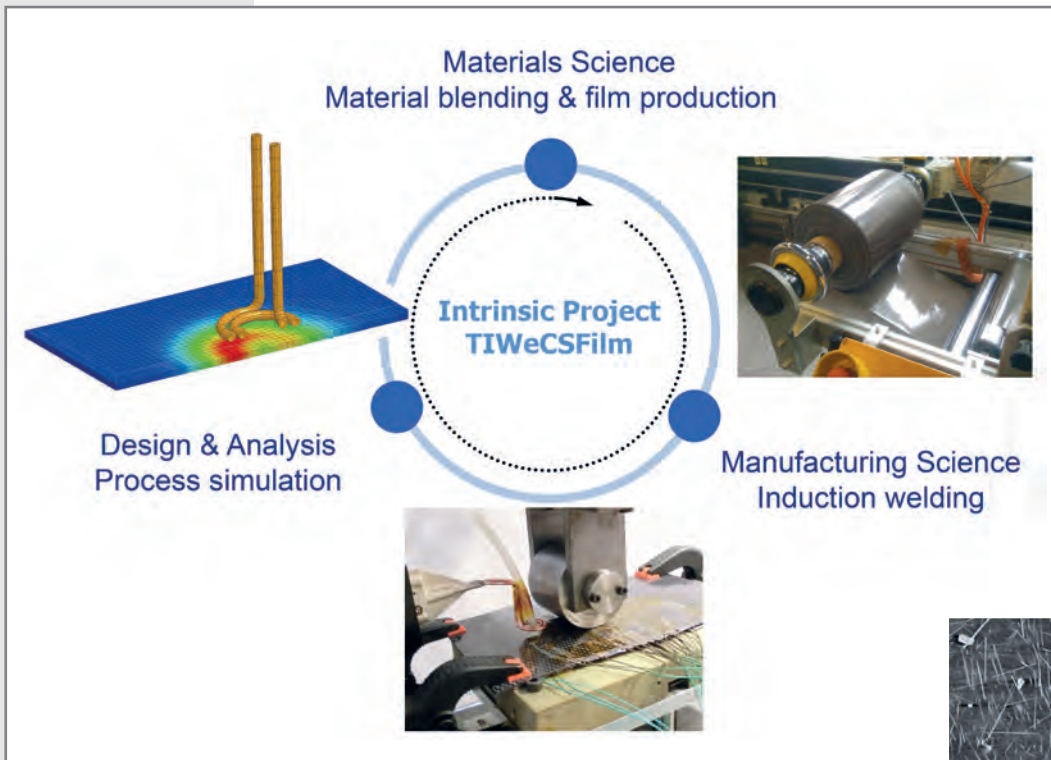 Materials Science
Material blending & film production
Intrinsic Project
TIWeCSFilm
Design & Analysis
Process simulation
Manufacturing Science
Induction welding